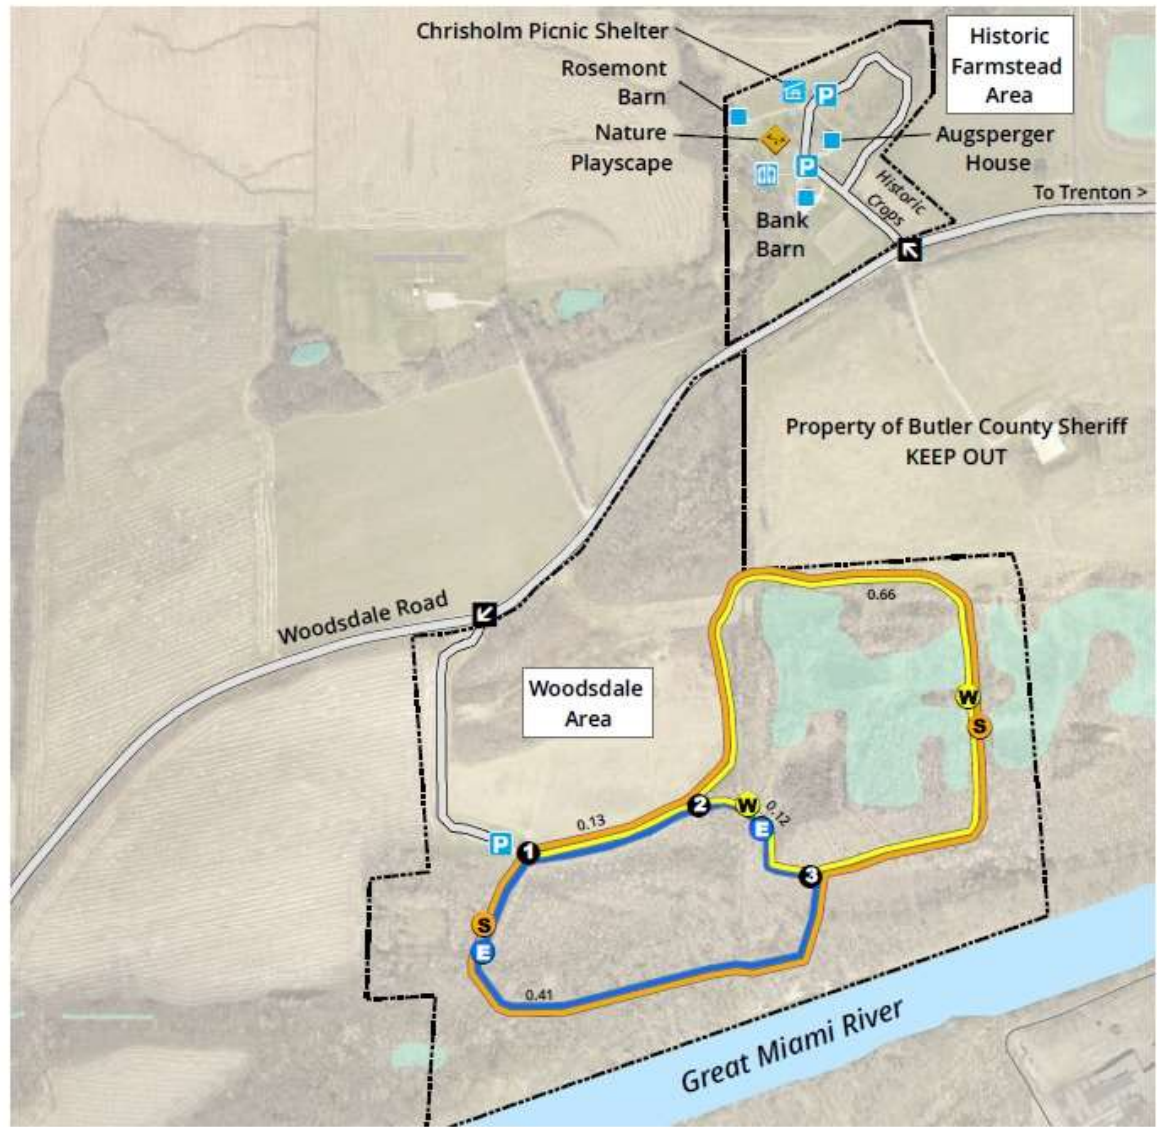 Chrisholm Picnic Shelter
Historic
Farmstead
Area
Rosemont
Barn
P
Nature
Playscape
Augsperger
House
P
Historic
Crops
To Trenton >
Bank
Barn
Property of Butler County Sheriff
KEEP OUT
0.66
Woodsdale Road
Woodsdale
Area
W
S
2
W
0.12
E
0.13
P
1
3
S
E
0.41
Great Miami River